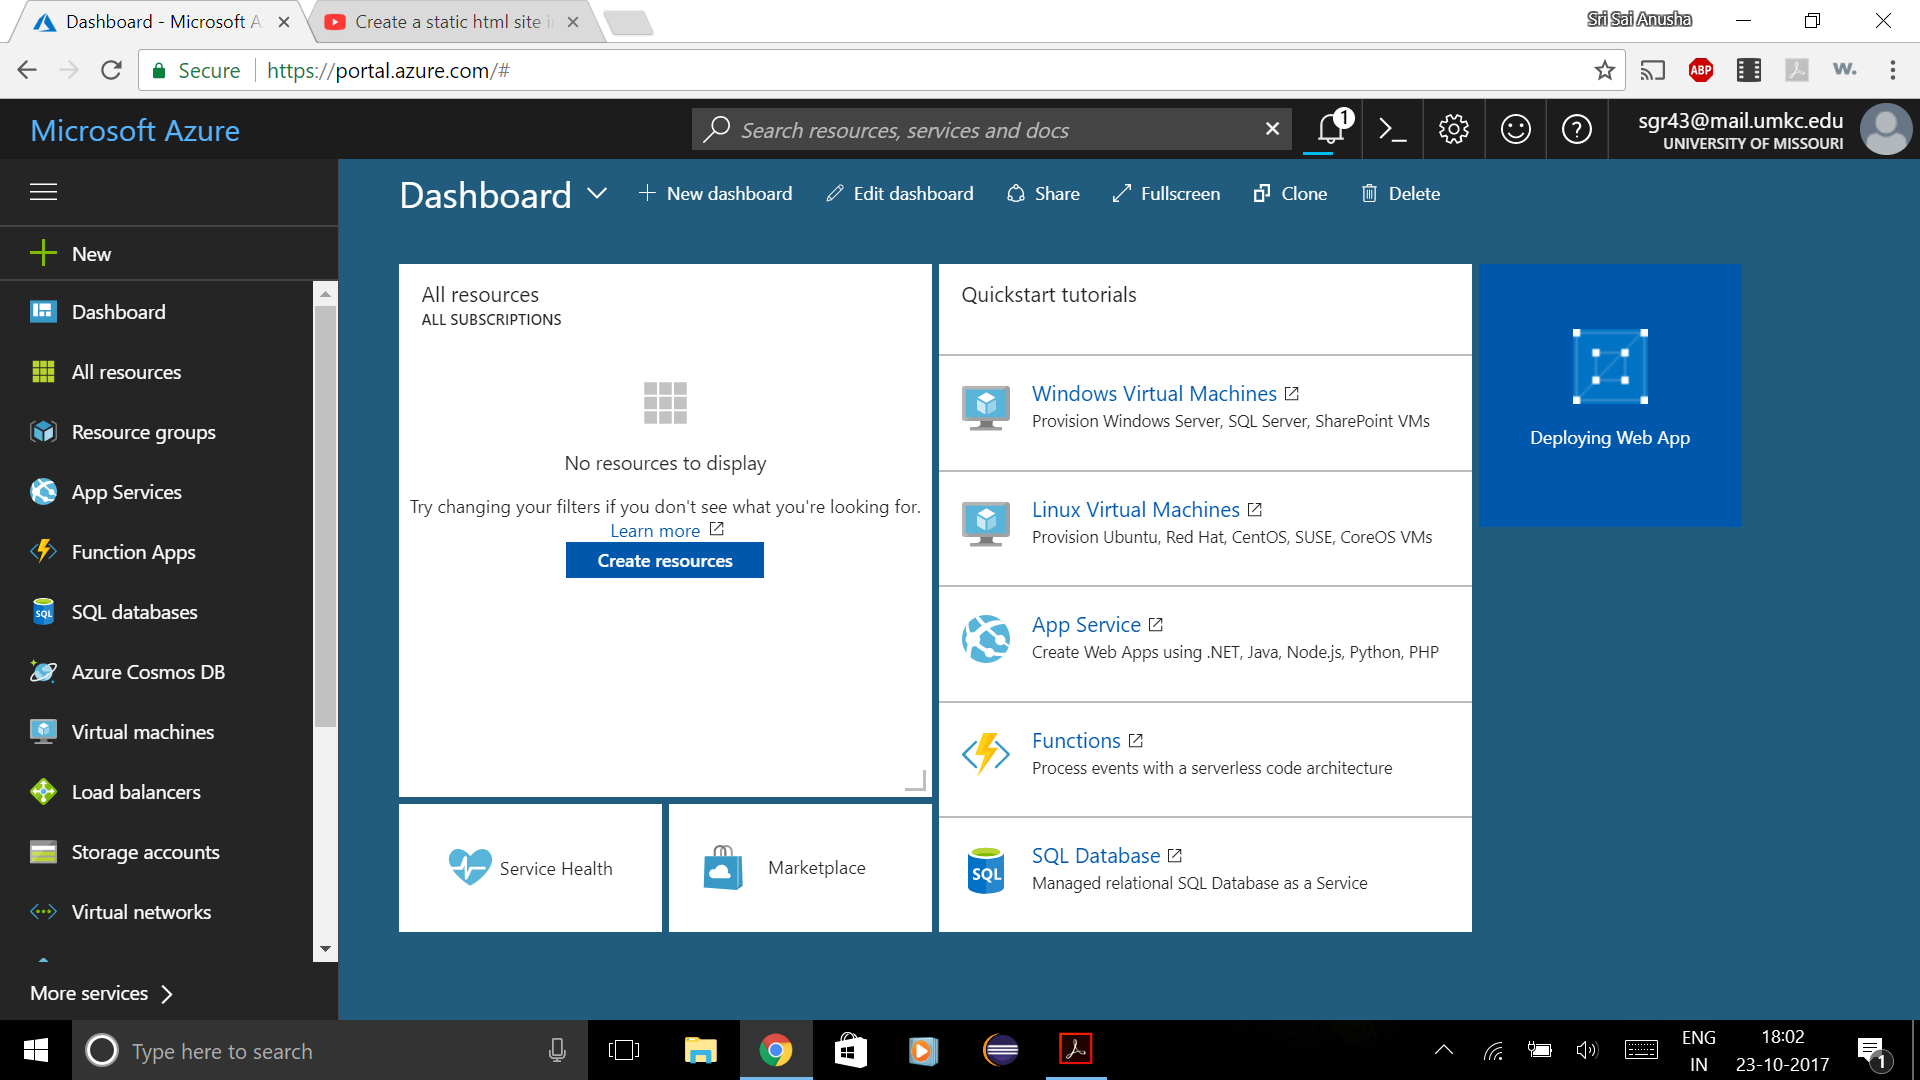 Dashboard - Microsoft A
Create a static html site i
Sri Sai Anusha
Secure
https://portal.azure.com/#
ABP
W.
Microsoft Azure
Search resources, services and docs
1
sgr43@mail.umkc.edu
UNIVERSITY OF MISSOURI
Dashboard
New dashboard
Edit dashboard
Share
Fullscreen
Clone
Delete
New
Dashboard
All resources
Resource groups
App Services
Function Apps
SQL
SQL databases
Azure Cosmos DB
Virtual machines
Load balancers
Storage accounts
Virtual networks
More services
All resources
ALL SUBSCRIPTIONS
No resources to display
Try changing your filters if you don't see what you're looking for.
Learn more
Create resources
Service Health
Marketplace
Quickstart tutorials
Windows Virtual Machines
Provision Windows Server, SQL Server, SharePoint VMs
Linux Virtual Machines
Provision Ubuntu, Red Hat, CentOS, SUSE, CoreOS VMs
App Service
Create Web Apps using .NET, Java, Node.js, Python, PHP
Functions
Process events with a serverless code architecture
SQL
SQL Database
Managed relational SQL Database as a Service
Deploying Web App
Type here to search
ENG
IN
18:02
23-10-2017
1